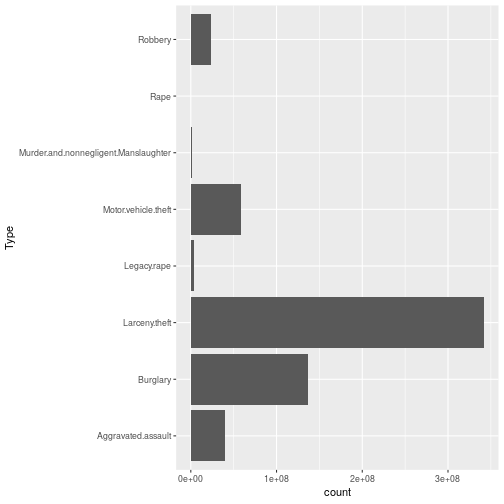 Robbery
Rape
Murder.and.nonnegligent.Manslaughter
Motor.vehicle.theft
Legacy.rape
Larceny.theft
Burglary
Aggravated.assault
Type
0e+00 1e+08 2e+08 3e+08
count